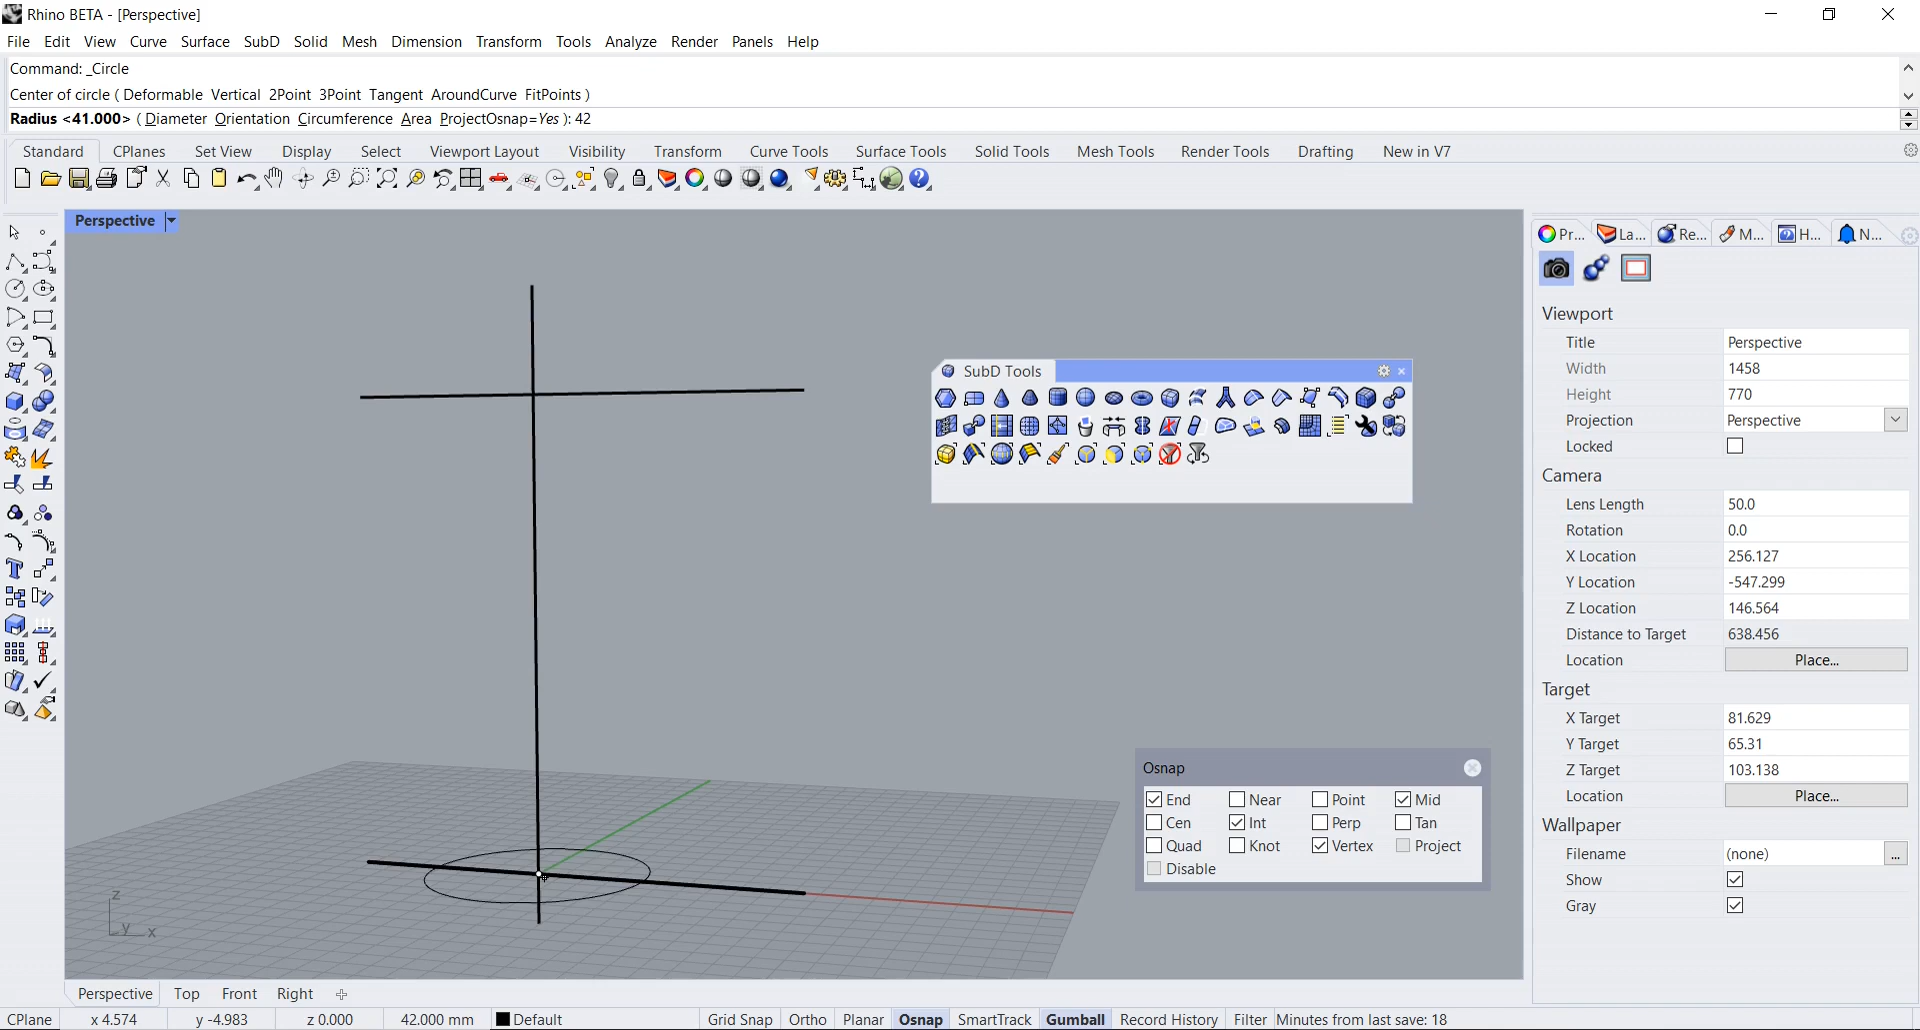 Rhino BETA - [Perspective]
File Edit View Curve Surface SubD Solid Mesh Dimension Transform Tools Analyze Render Panels Help
Command: _Circle
Center of circle ( Deformable Vertical 2Point 3Point Tangent AroundCurve FitPoints )
Radius <41.000> ( Diameter Orientation Circumference Area ProjectOsnap=Yes ): 42
Standard CPlanes Set View Display Select Viewport Layout Visibility Transform Curve Tools Surface Tools Solid Tools Mesh Tools Render Tools Drafting New in V7
Perspective
Pr... La... Re... M... H... N...
SubD Tools
Viewport
Title Perspective
Width 1458
Height 770
Projection Perspective
Locked
Camera
Lens Length 50.0
Rotation 0.0
X Location 256.127
Y Location -547.299
Z Location 146.564
Distance to Target 638.456
Location Place...
Target
X Target 81.629
Y Target 65.31
Z Target 103.138
Location Place...
Wallpaper
Filename (none) ...
Show
Gray
Osnap
End Near Point Mid
Cen Int Perp Tan
Quad Knot Vertex Project
Disable
z
y x
Perspective Top Front Right
CPlane x 4.574 y -4.983 z 0.000 42.000 mm Default Grid Snap Ortho Planar Osnap SmartTrack Gumball Record History Filter Minutes from last save: 18